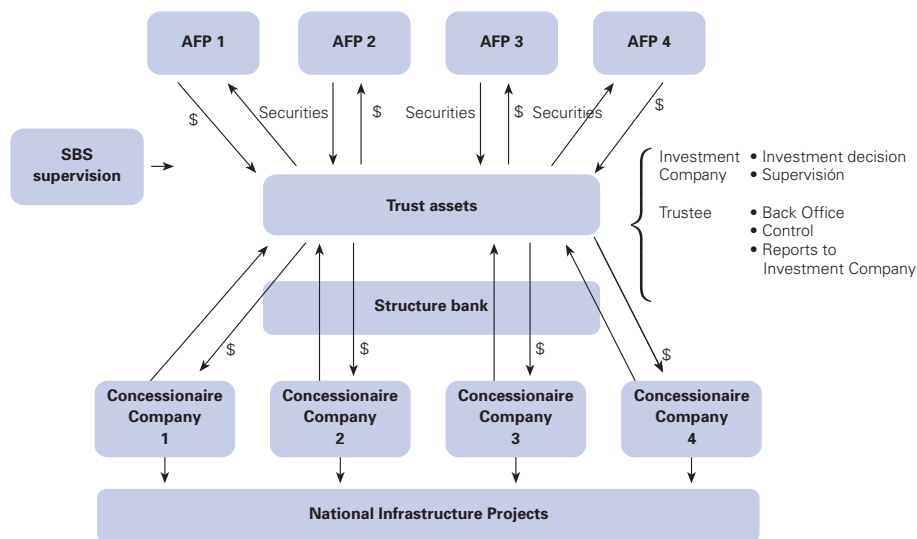 AFP 1
AFP 2
AFP 3
AFP 4
$
Securities
$
Securities
$
Securities
$
SBS
supervision
Trust assets
Investment
Company
• Investment decision
• Supervisión
Trustee
• Back Office
• Control
• Reports to
Investment Company
Structure bank
$
$
$
$
Concessionaire
Company
1
Concessionaire
Company
2
Concessionaire
Company
3
Concessionaire
Company
4
National Infrastructure Projects